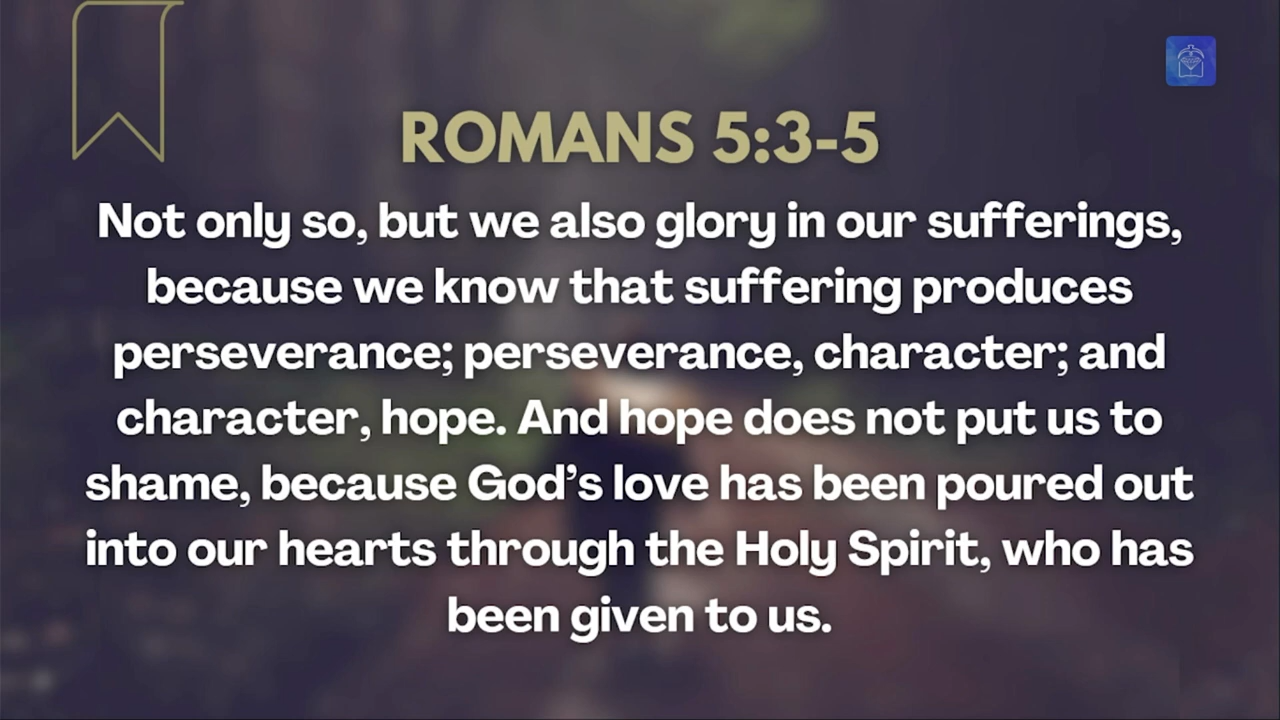 ROMANS 5:3-5
Not only so, but we also glory in our sufferings,
because we know that suffering produces
perseverance; perseverance, character; and
character, hope. And hope does not put us to
shame, because God’s love has been poured out
into our hearts through the Holy Spirit, who has
been given to us.